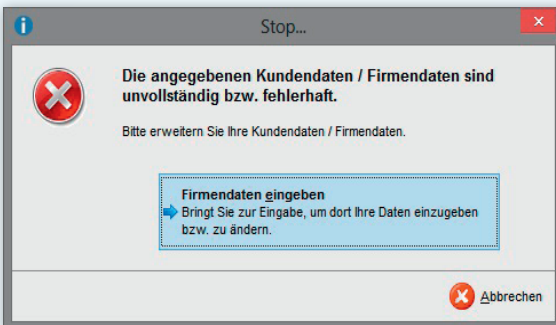 Stop...
Die angegebenen Kundendaten / Firmendaten sind
unvollständig bzw. fehlerhaft.
Bitte erweitern Sie Ihre Kundendaten / Firmendaten.
Firmendaten eingeben
Bringt Sie zur Eingabe, um dort Ihre Daten einzugeben
bzw. zu ändern.
Abbrechen